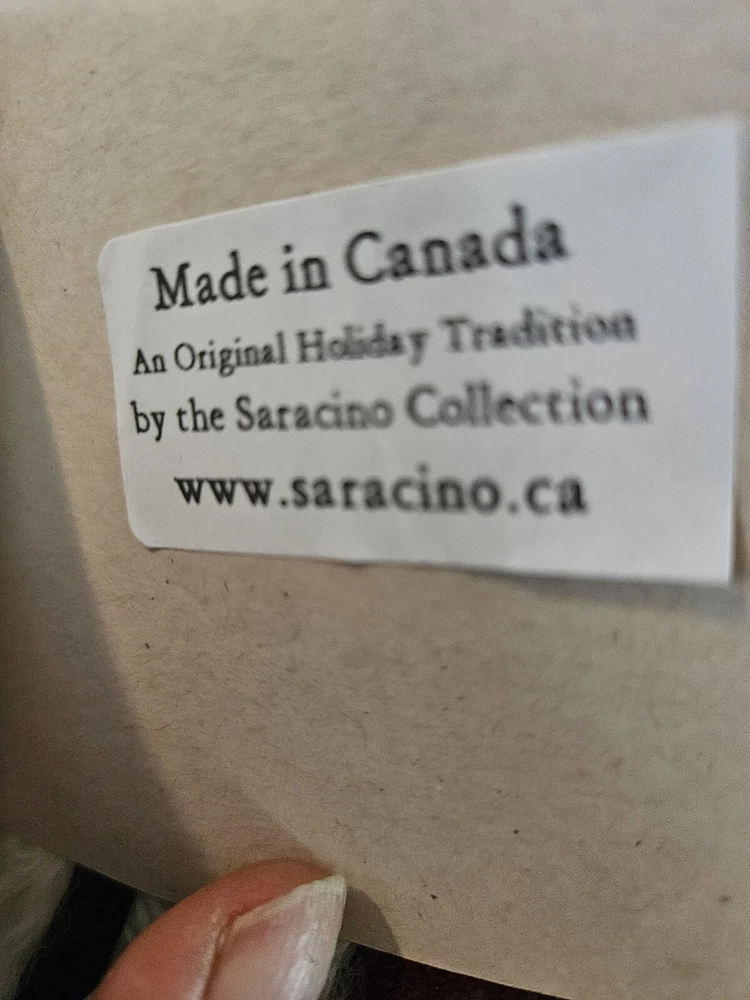 Made in Canada
An Original Holiday Tradition
by the Saracino Collection
www.saracino.ca